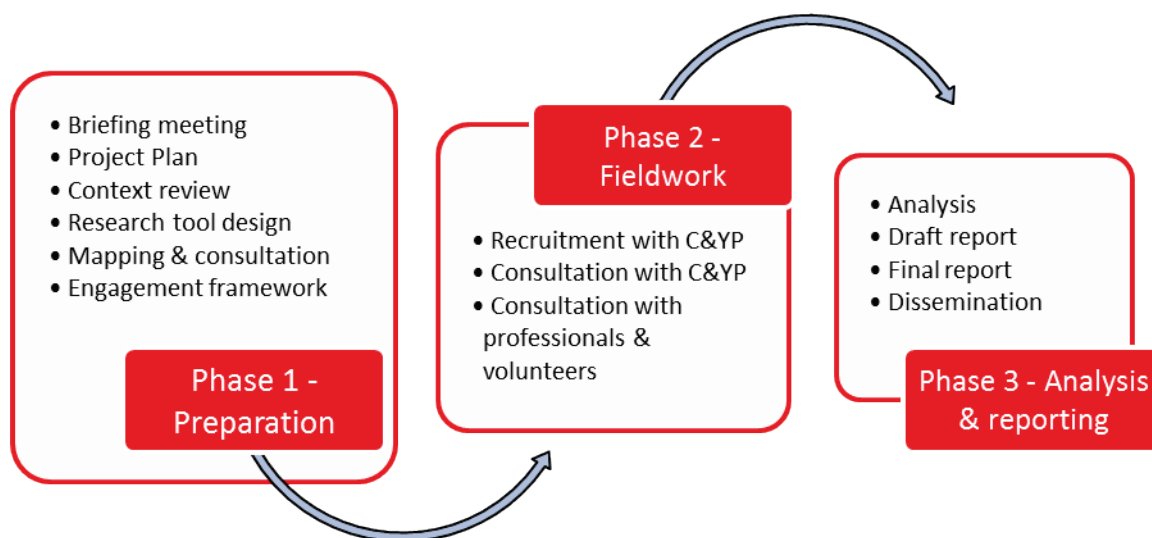 • Briefing meeting
• Project Plan
• Context review
• Research tool design
• Mapping & consultation
• Engagement framework
Phase 1 -
Preparation
Phase 2 -
Fieldwork
• Recruitment with C&YP
• Consultation with C&YP
• Consultation with
professionals &
volunteers
• Analysis
• Draft report
• Final report
• Dissemination
Phase 3 - Analysis
& reporting